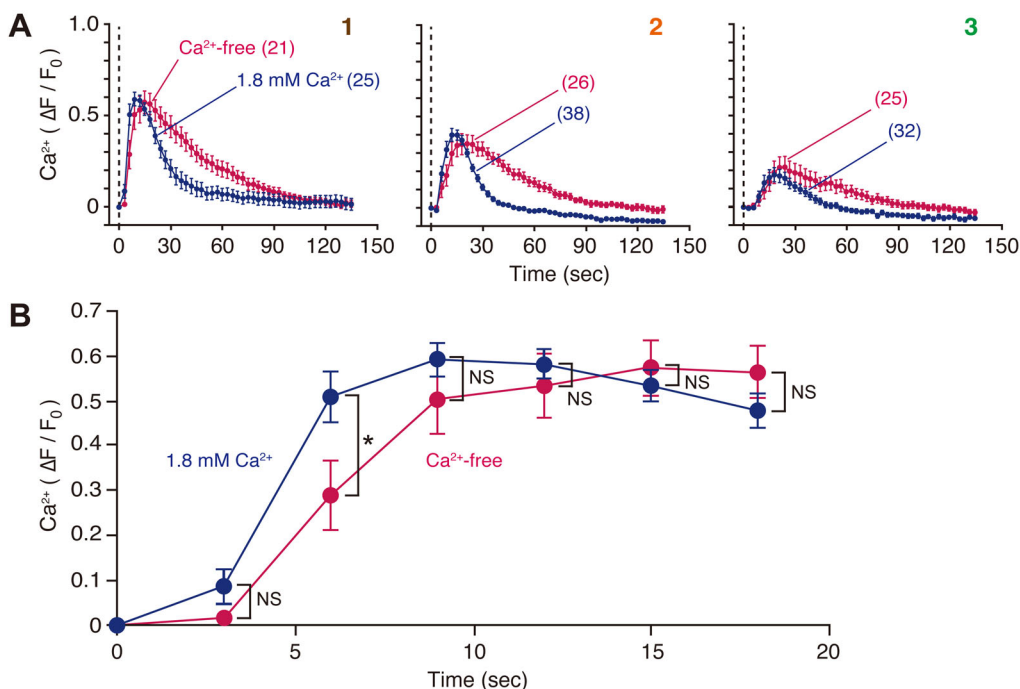 A
1
2
3
Ca²⁺ ( ΔF / F₀ )
1.0
0.5
0
Ca²⁺-free (21)
1.8 mM Ca²⁺ (25)
(26)
(38)
(25)
(32)
0 30 60 90 120 150
0 30 60 90 120 150
0 30 60 90 120 150
Time (sec)
B
Ca²⁺ ( ΔF / F₀ )
0.7
0.6
0.5
0.4
0.3
0.2
0.1
0
1.8 mM Ca²⁺
Ca²⁺-free
NS
*
NS
NS
NS
NS
0 5 10 15 20
Time (sec)